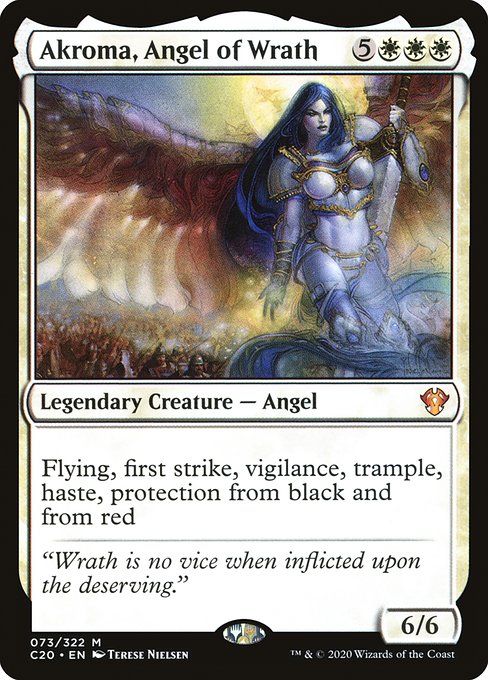 Akroma, Angel of Wrath 5
Legendary Creature — Angel
Flying, first strike, vigilance, trample,
haste, protection from black and
from red
“Wrath is no vice when inflicted upon
the deserving.”
6/6
073/322 M
C20 • EN Terese Nielsen
™ & © 2020 Wizards of the Coast